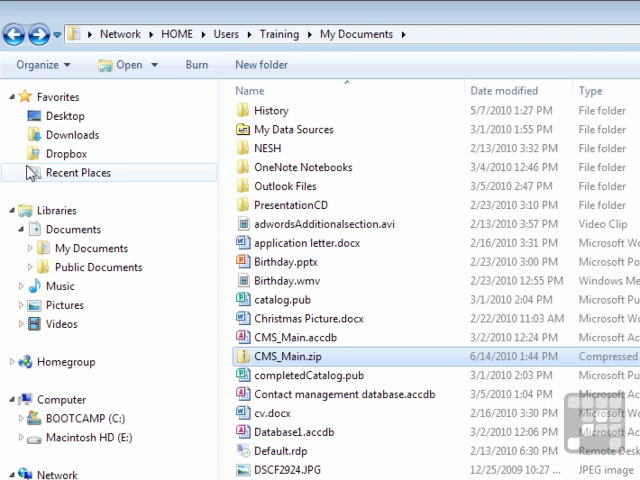 Network HOME Users Training My Documents
Organize Open Burn New folder
Name Date modified Type
Favorites
Desktop
Downloads
Dropbox
Recent Places
Libraries
Documents
My Documents
Public Documents
Music
Pictures
Videos
Homegroup
Computer
BOOTCAMP (C:)
Macintosh HD (E:)
Network
History 5/7/2010 1:27 PM File folder
My Data Sources 3/1/2010 1:55 PM File folder
NESH 2/13/2010 3:32 PM File folder
OneNote Notebooks 3/4/2010 12:46 PM File folder
Outlook Files 3/5/2010 2:47 PM File folder
PresentationCD 2/23/2010 3:10 PM File folder
adwordsAdditionalsection.avi 2/13/2010 3:57 PM Video Clip
application letter.docx 2/16/2010 3:31 PM Microsoft W
Birthday.pptx 2/23/2010 3:00 PM Microsoft Po
Birthday.wmv 2/23/2010 12:55 PM Windows Me
catalog.pub 3/1/2010 2:04 PM Microsoft Pu
Christmas Picture.docx 2/22/2010 11:03 AM Microsoft W
CMS_Main.accdb 3/2/2010 12:24 PM Microsoft Ac
CMS_Main.zip 6/14/2010 1:44 PM Compressed
completedCatalog.pub 3/1/2010 2:03 PM Microsoft Pu
Contact management database.accdb 3/5/2010 1:04 PM Microsoft Ac
cv.docx 2/16/2010 3:30 PM Microsoft W
Database1.accdb 3/2/2010 12:06 PM Microsoft Ac
Default.rdp 2/13/2010 6:30 PM Remote Desk
DSCF2924.JPG 12/25/2009 10:27 ... JPEG image